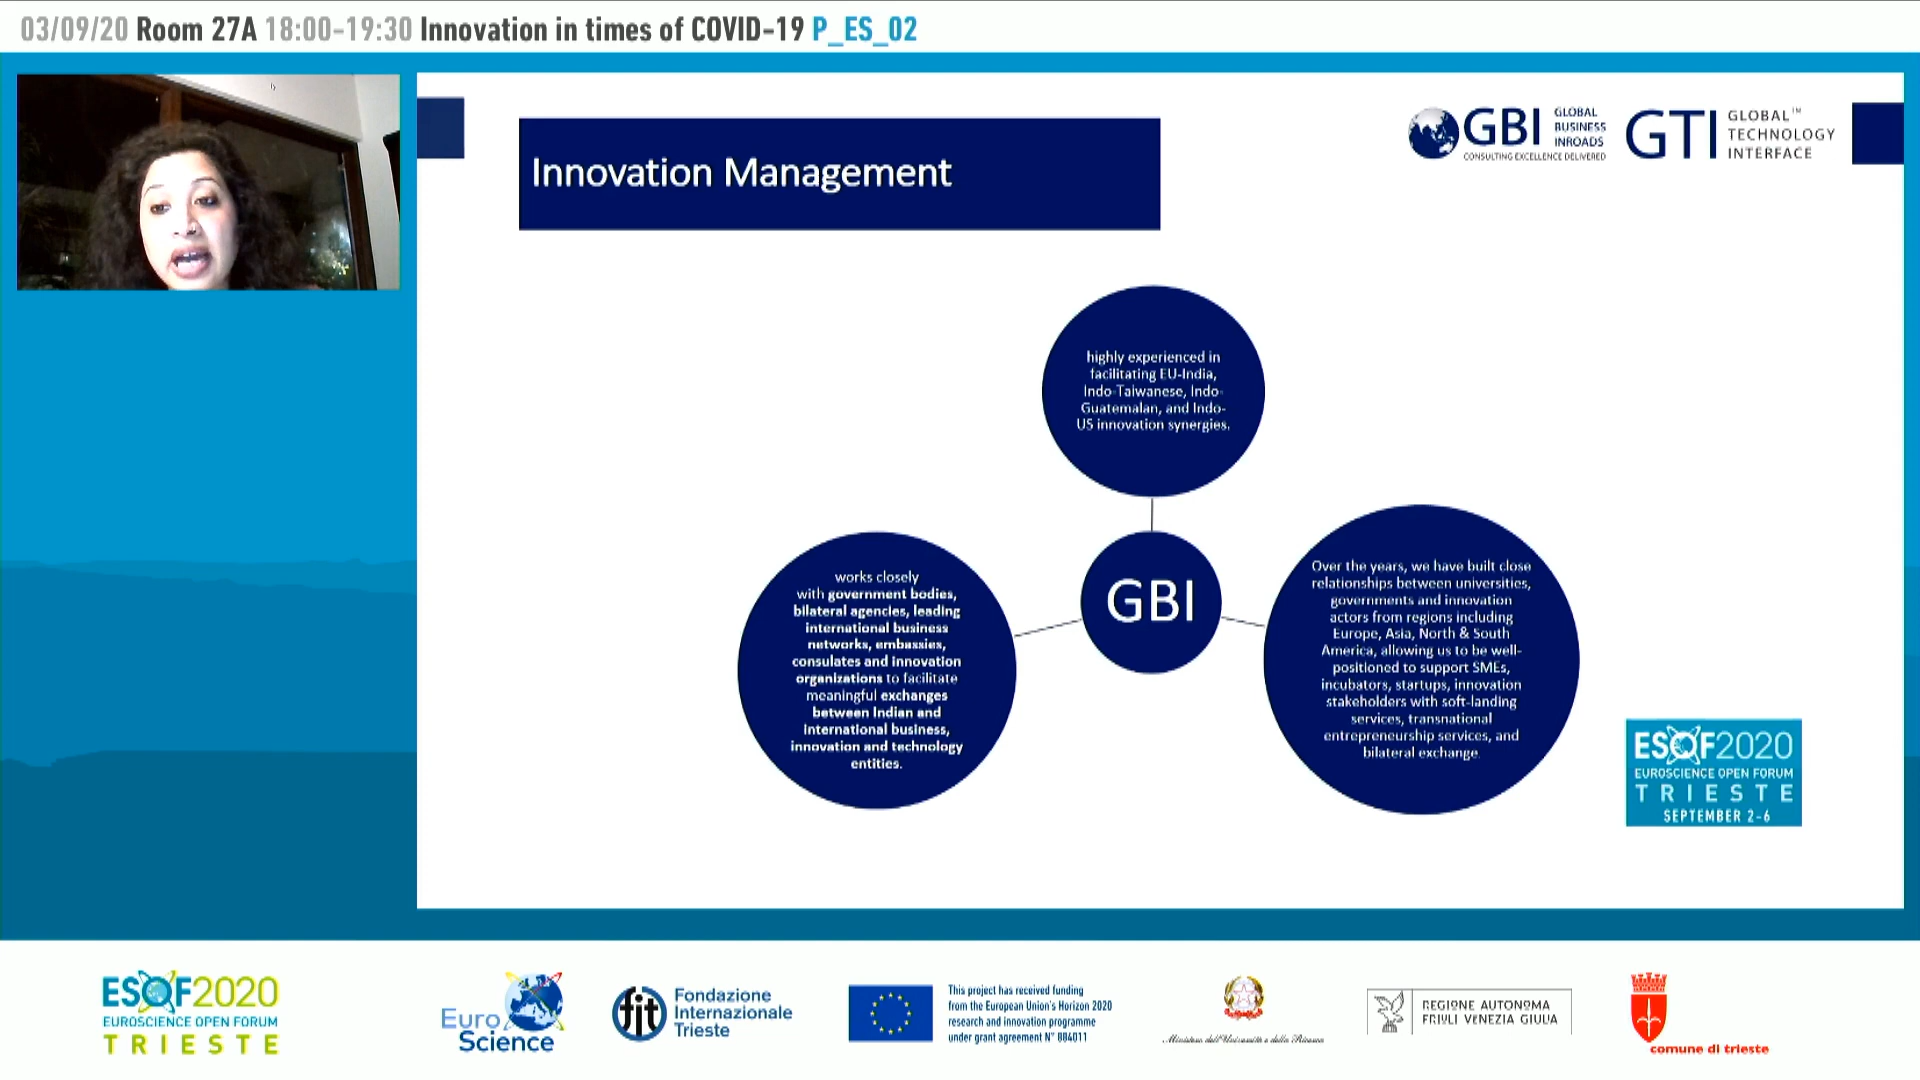 03/09/20 Room 27A 18:00-19:30 Innovation in times of COVID-19 P_ES_02
Innovation Management
GBI GLOBAL
BUSINESS
INROADS
CONSULTING EXCELLENCE DELIVERED
GTI GLOBAL™
TECHNOLOGY
INTERFACE
highly experienced in
facilitating EU-India,
Indo-Taiwanese, Indo-
Guatemalan, and Indo-
US innovation synergies.
works closely
with government bodies,
bilateral agencies, leading
international business
networks, embassies,
consulates and innovation
organizations to facilitate
meaningful exchanges
between Indian and
international business,
innovation and technology
entities.
GBI
Over the years, we have built close
relationships between universities,
governments and innovation
actors from regions including
Europe, Asia, North & South
America, allowing us to be well-
positioned to support SMEs,
incubators, startups, innovation
stakeholders with soft-landing
services, transnational
entrepreneurship services, and
bilateral exchange.
ESOF2020
EUROSCIENCE OPEN FORUM
TRIESTE
SEPTEMBER 2-6
ESOF2020
EUROSCIENCE OPEN FORUM
TRIESTE
Euro
Science
fit
Fondazione
Internazionale
Trieste
This project has received funding
from the European Union's Horizon 2020
research and innovation programme
under grant agreement N° 884011
Ministero dell'Università e della Ricerca
REGIONE AUTONOMA
FRIULI VENEZIA GIULIA
comune di trieste